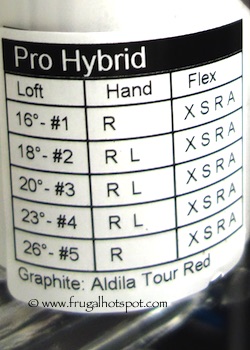 Pro Hybrid
Loft Hand Flex
16°- #1 R X S R A
18°- #2 R L X S R A
20°- #3 R L X S R A
23°- #4 R L X S R A
26°- #5 R X S R A
Graphite: Aldila Tour Red
www.frugalhotspot.com